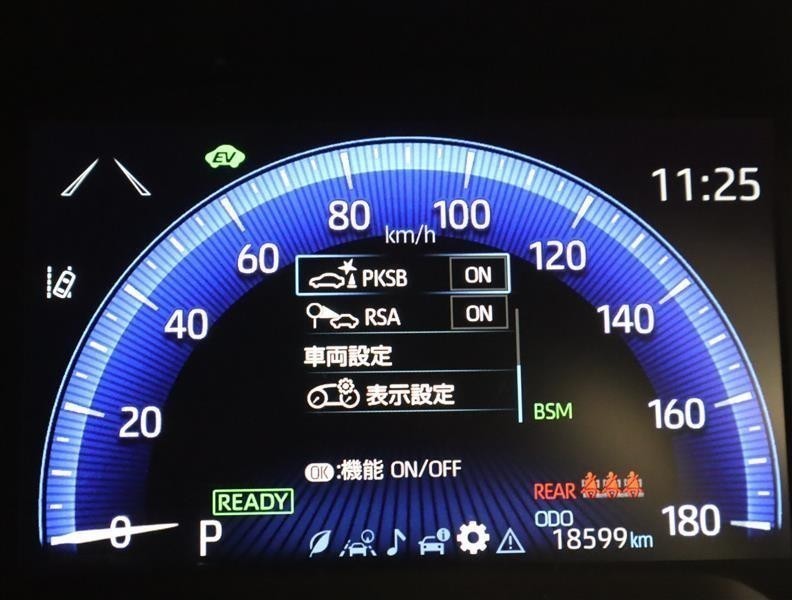 EV
11:25
80
100
km/h
60
120
PKSB ON
40
RSA ON
140
車両設定
表示設定
20
BSM
160
OK:機能 ON/OFF
READY
REAR
ODO
0
P
18599km
180